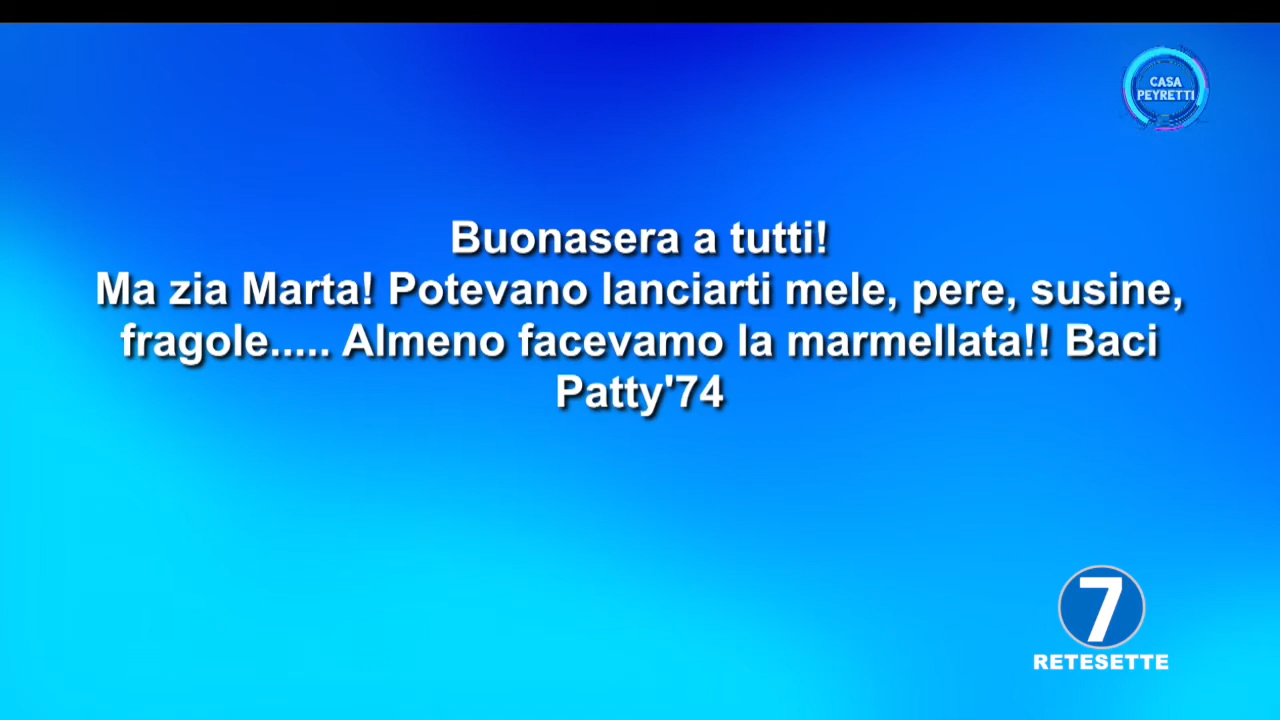 CASA
PEYRETTI
Buonasera a tutti!
Ma zia Marta! Potevano lanciarti mele, pere, susine,
fragole..... Almeno facevamo la marmellata!! Baci
Patty'74
7
RETESETTE